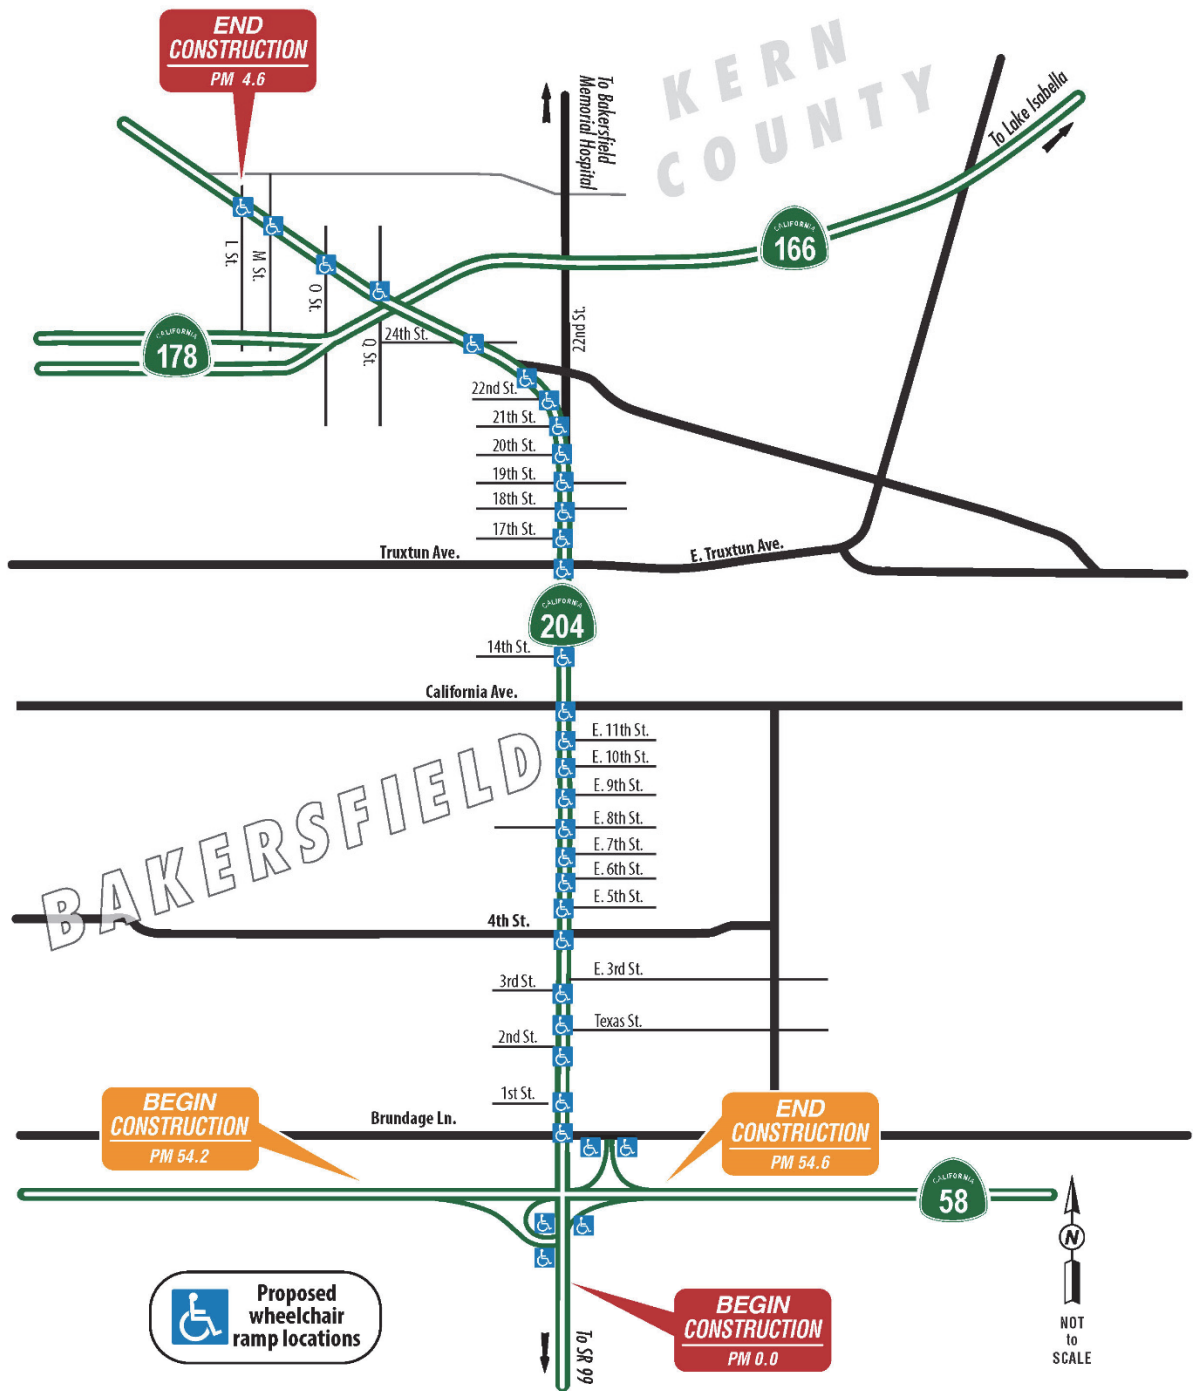 END
CONSTRUCTION
PM 4.6
KERN
COUNTY
To Bakersfield
Memorial Hospital
To Lake Isabella
CALIFORNIA
166
L St.
M St.
O St.
Q St.
CALIFORNIA
178
24th St.
22nd St.
22nd St.
21th St.
20th St.
19th St.
18th St.
17th St.
Truxtun Ave.
E. Truxtun Ave.
CALIFORNIA
204
14th St.
California Ave.
E. 11th St.
E. 10th St.
E. 9th St.
E. 8th St.
E. 7th St.
E. 6th St.
E. 5th St.
BAKERSFIELD
4th St.
E. 3rd St.
3rd St.
Texas St.
2nd St.
1st St.
Brundage Ln.
BEGIN
CONSTRUCTION
PM 54.2
END
CONSTRUCTION
PM 54.6
CALIFORNIA
58
N
NOT
to
SCALE
Proposed
wheelchair
ramp locations
BEGIN
CONSTRUCTION
PM 0.0
To SR 99